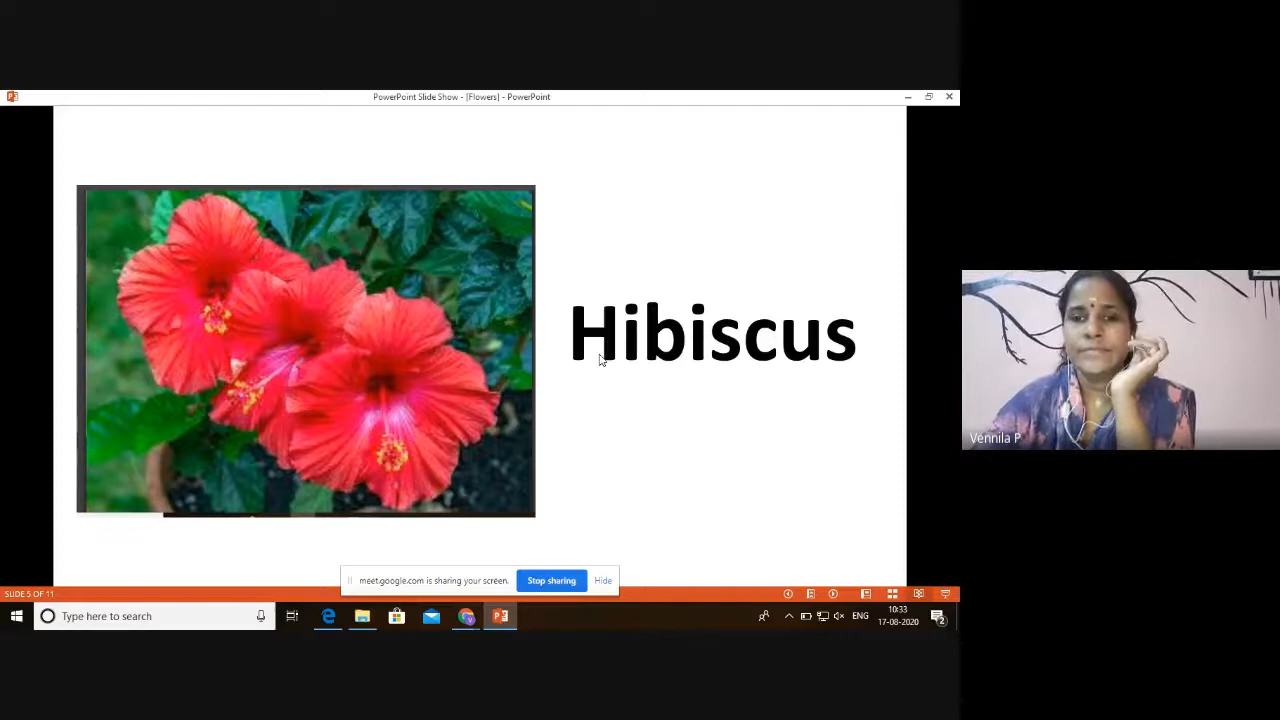 PowerPoint Slide Show - [Flowers] - PowerPoint
Hibiscus
Vennila P
meet.google.com is sharing your screen.
Stop sharing
Hide
SLIDE 5 OF 11
Type here to search
ENG
10:33
17-08-2020
2